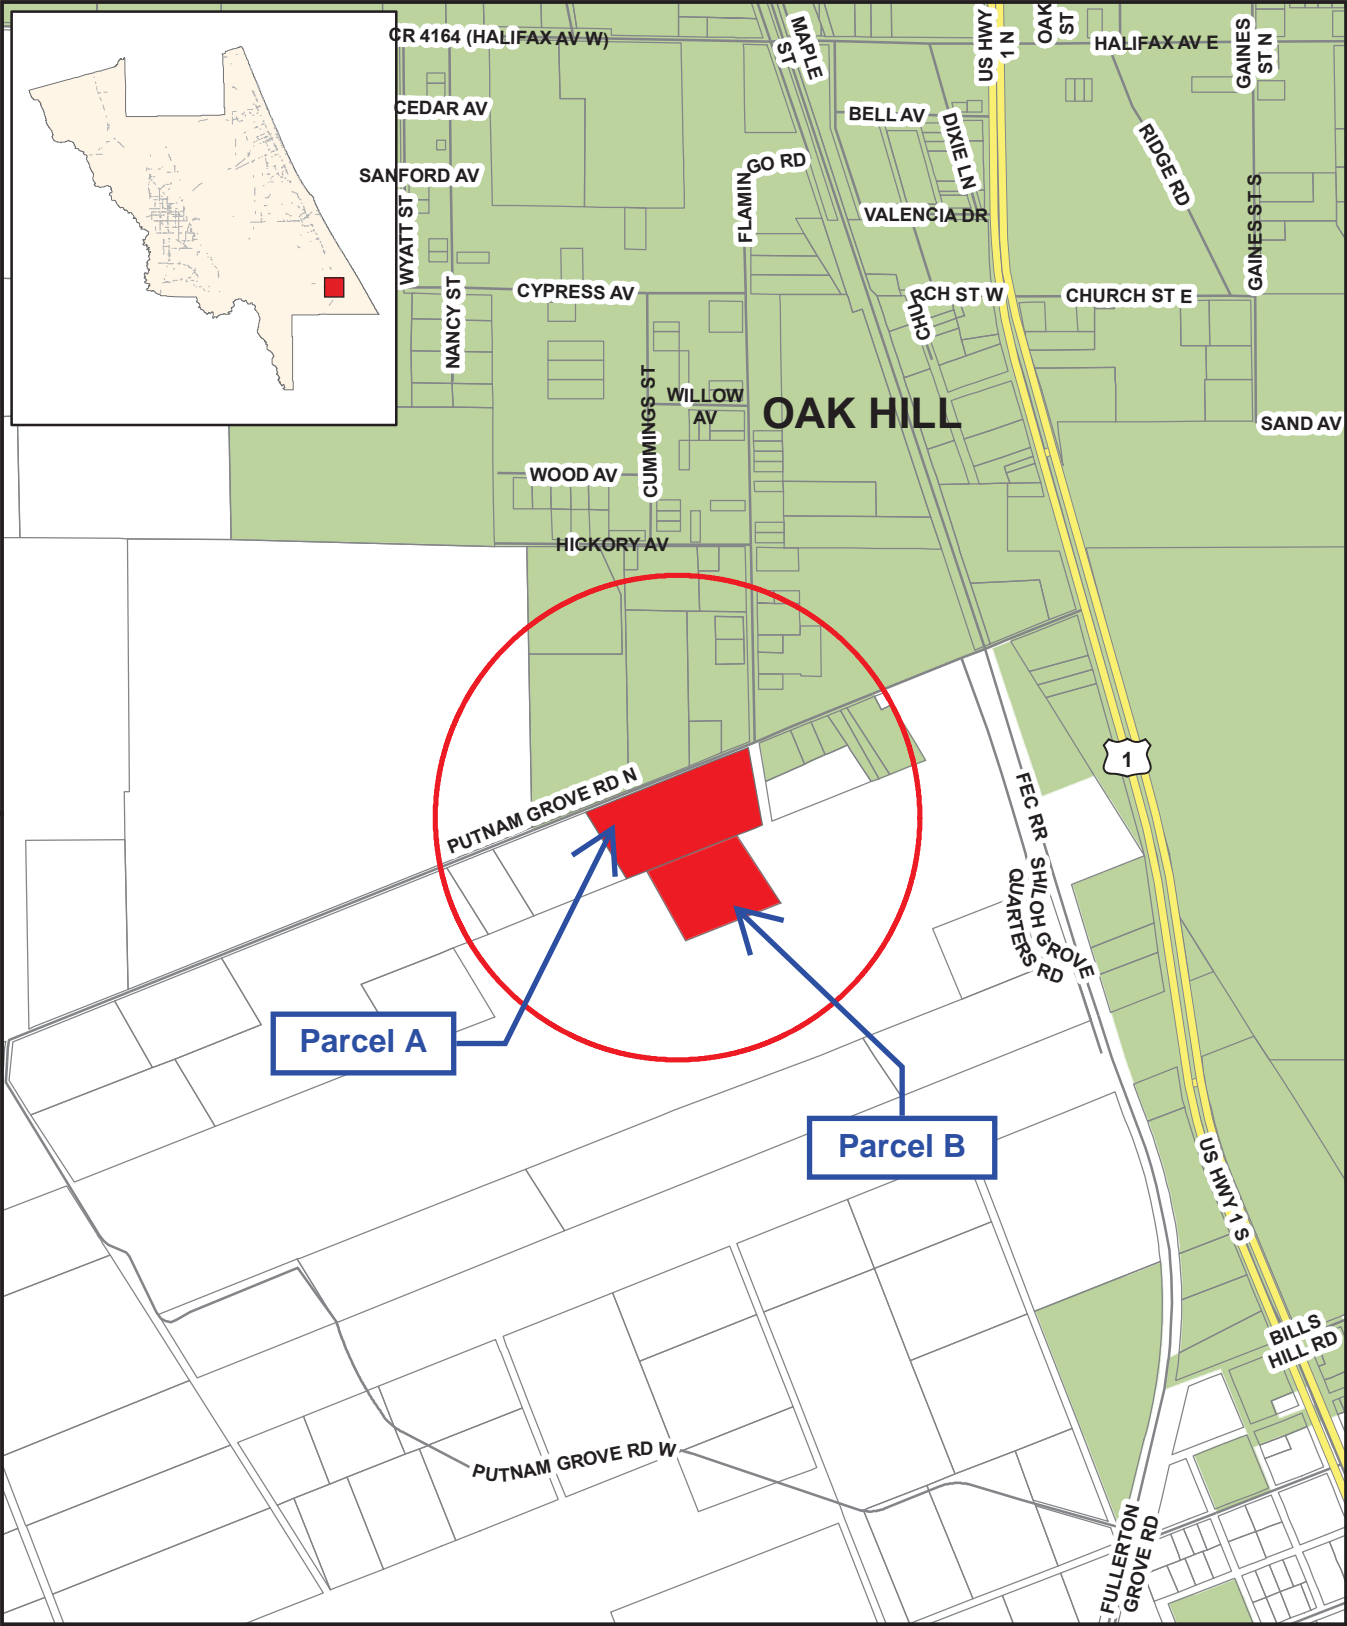 CR 4164 (HALIFAX AV W)
MAPLE
ST
US HWY
1 N
OAK
ST
HALIFAX AV E
GAINES
ST N
CEDAR AV
BELL AV
DIXIE LN
RIDGE RD
SANFORD AV
FLAMINGO RD
WYATT ST
VALENCIA DR
GAINES ST S
NANCY ST
CYPRESS AV
CHURCH ST W
CHURCH ST E
CUMMINGS ST
WILLOW
AV
OAK HILL
SAND AV
WOOD AV
HICKORY AV
PUTNAM GROVE RD N
1
FEC RR
SHILOH GROVE
QUARTERS RD
Parcel A
Parcel B
US HWY 1 S
BILLS
HILL RD
PUTNAM GROVE RD W
FULLERTON
GROVE RD